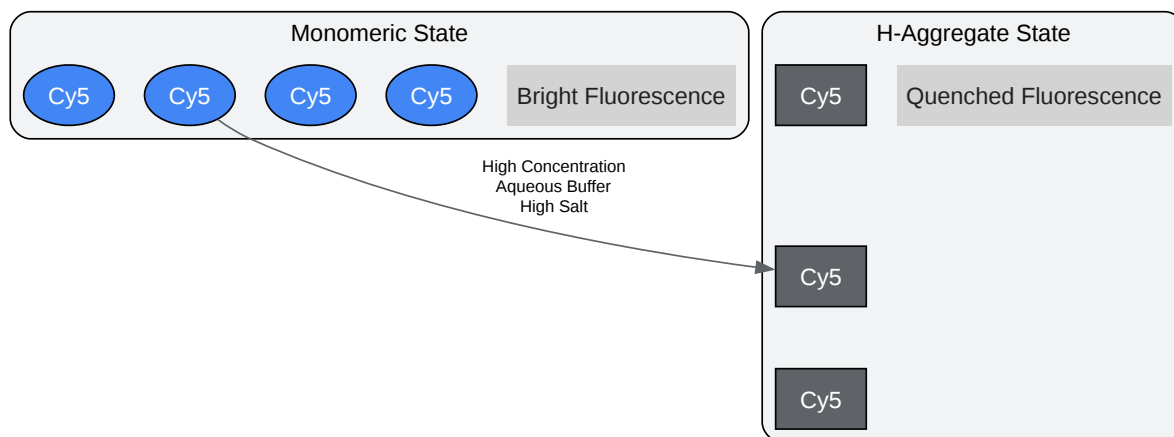 Monomeric State
Cy5 Cy5 Cy5 Cy5 Bright Fluorescence
High Concentration
Aqueous Buffer
High Salt
H-Aggregate State
Cy5 Quenched Fluorescence
Cy5
Cy5